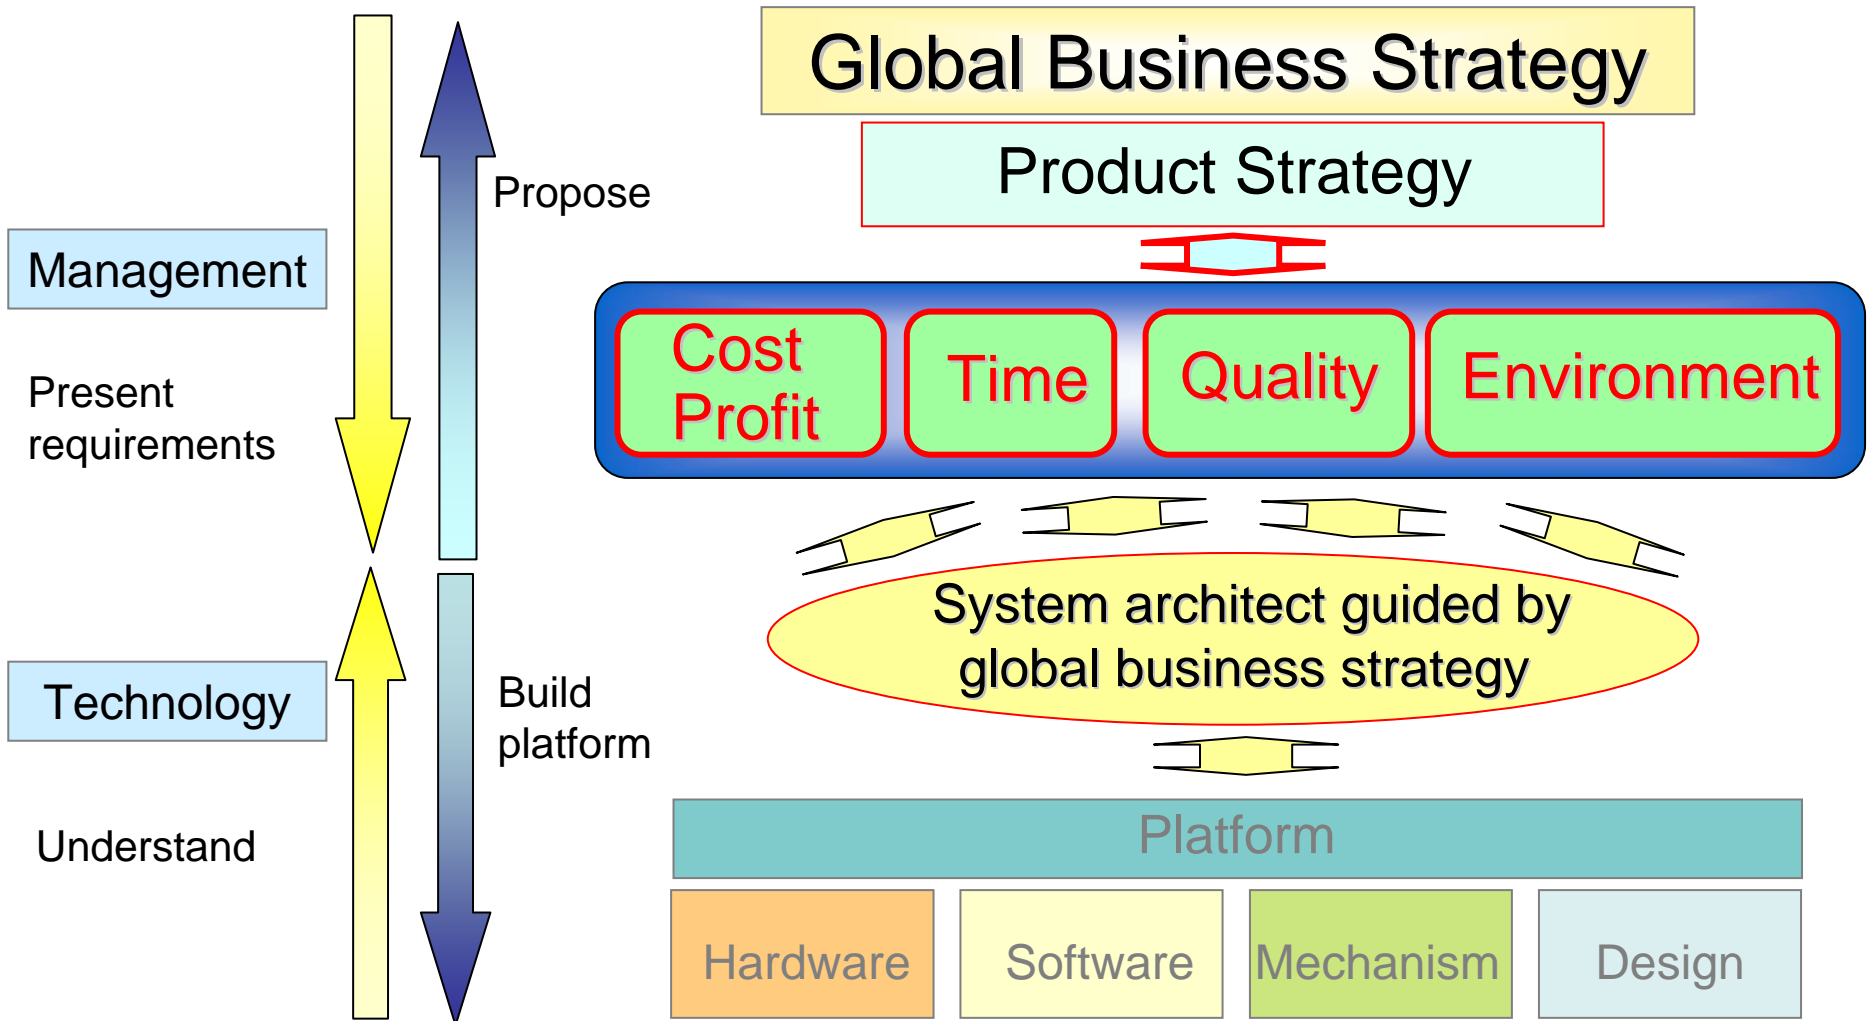 Global Business Strategy
Product Strategy
Propose
Management
Present
requirements
Cost
Profit
Time
Quality
Environment
System architect guided by
global business strategy
Technology
Build
platform
Understand
Platform
Hardware
Software
Mechanism
Design